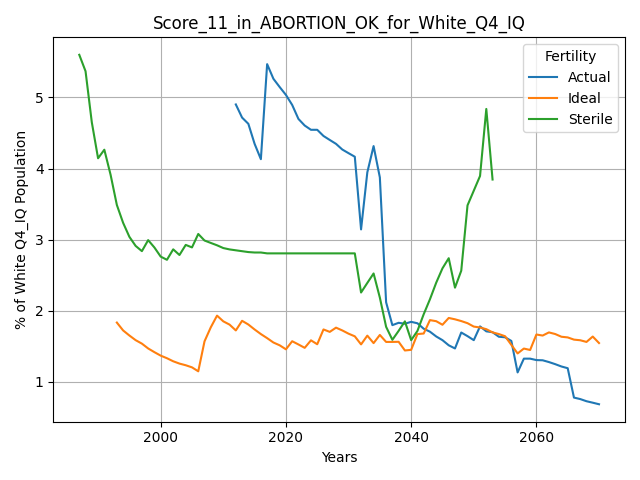 Score_11_in_ABORTION_OK_for_White_Q4_IQ
% of White Q4_IQ Population
5
4
3
2
1
Fertility
Actual
Ideal
Sterile
2000
2020
2040
2060
Years